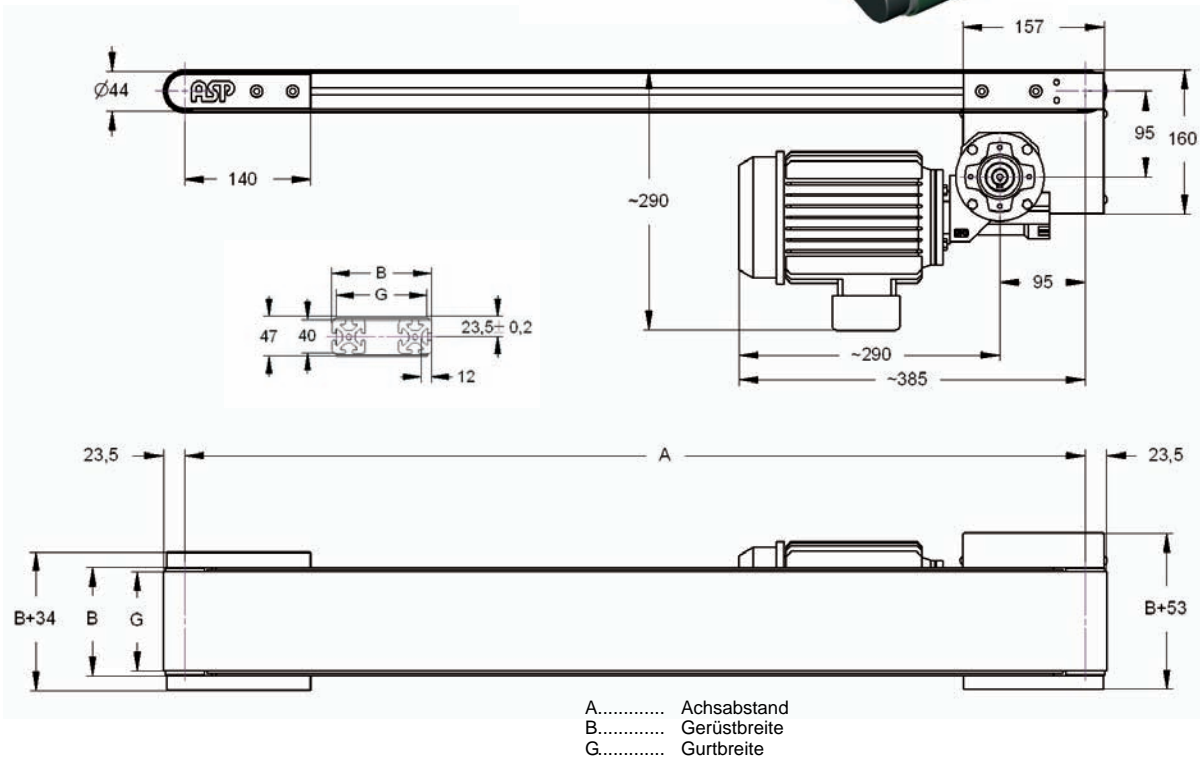 157
Ø44
ASP
140
95
160
~290
95
~290
~385
B
G
47
40
23,5± 0,2
12
23,5
A
23,5
B+34
B
G
B+53
A............. Achsabstand
B............. Gerüstbreite
G............. Gurtbreite